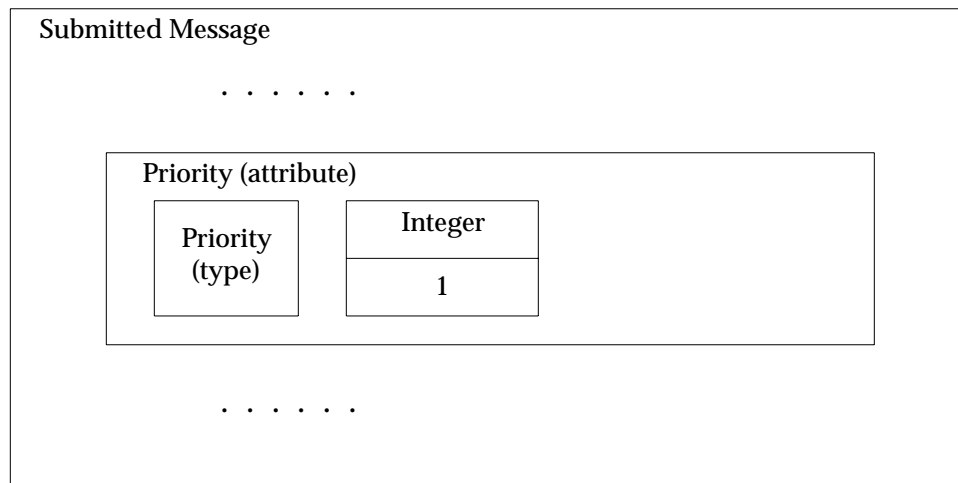 Submitted Message
. . . . . .
Priority (attribute)
Priority
(type)
Integer
1
. . . . . .